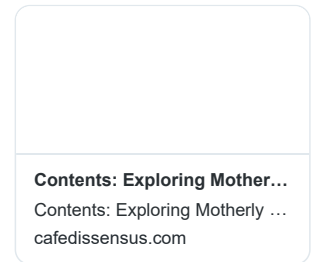 Contents: Exploring Mother…
Contents: Exploring Motherly …
cafedissensus.com